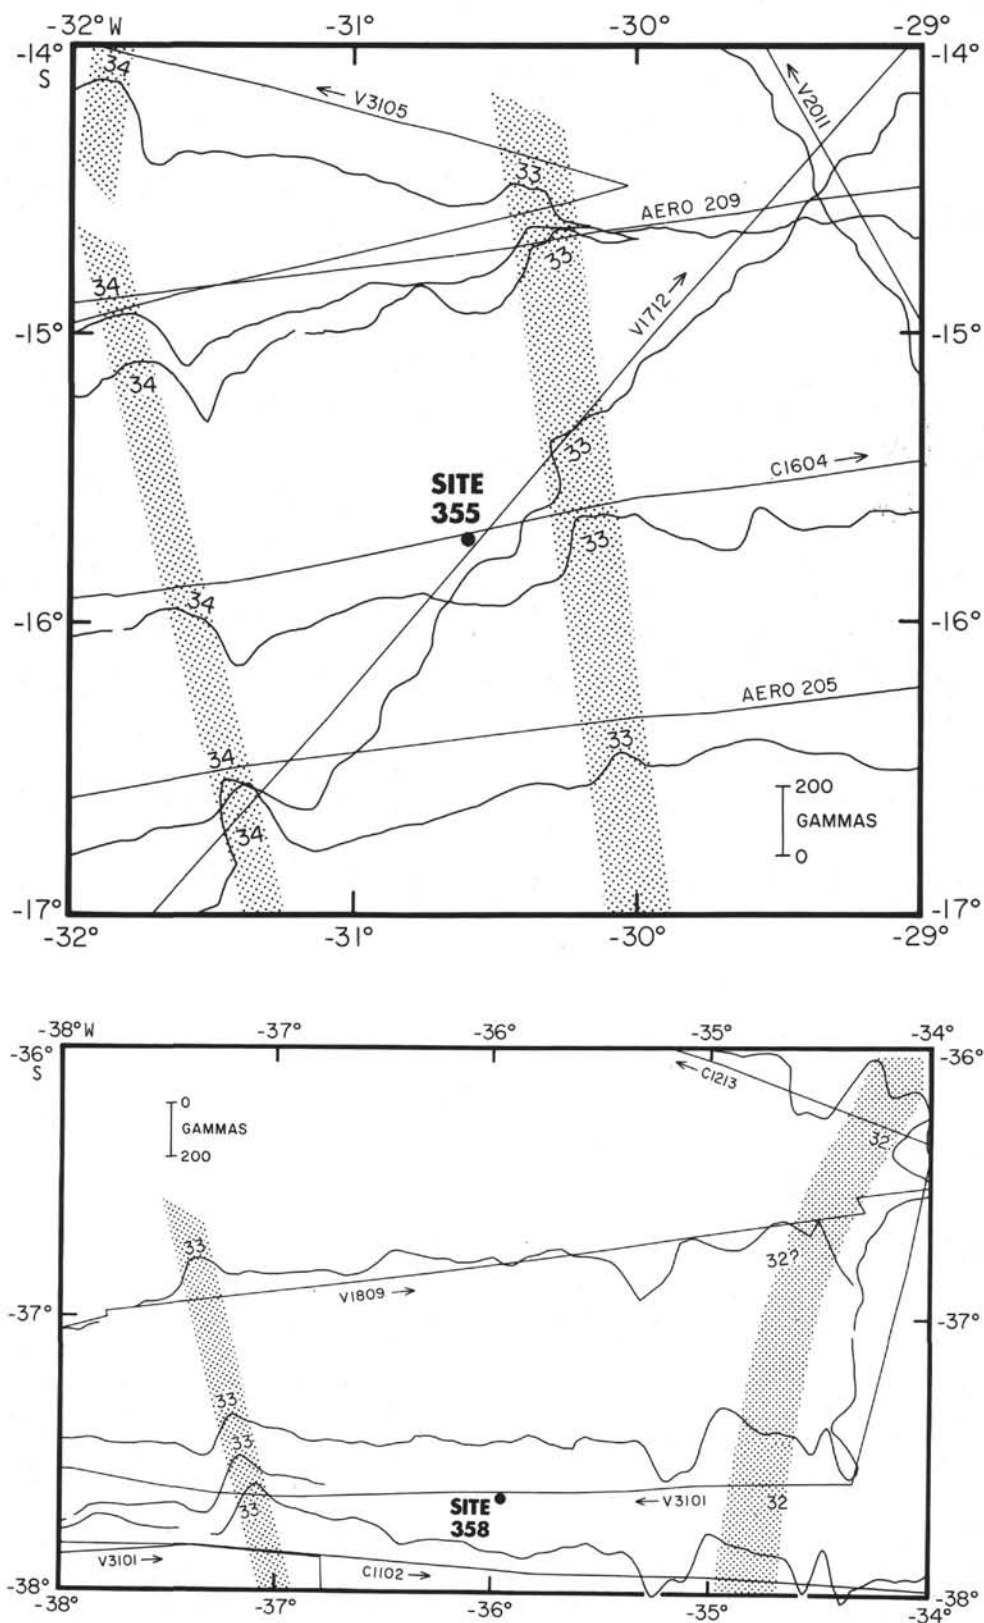 -32° W -31° -30° -29°
-14°
S
-14°
34
V3105
V2011
33
AERO 209
34
33
-15°
-15°
V1712
34
33
C1604
SITE
355
33
34
-16°
-16°
AERO 205
34
33
200
GAMMAS
0
34
-17°
-17°
-32° -31° -30° -29°
-38° W -37° -36° -35° -34°
-36°
S
-36°
C1213
0
GAMMAS
200
32
33
32?
V1809
-37°
-37°
33
33
33
SITE
358
V3101
32
V3101
C1102
-38°
-38°
-38° -37° -36° -35° -34°